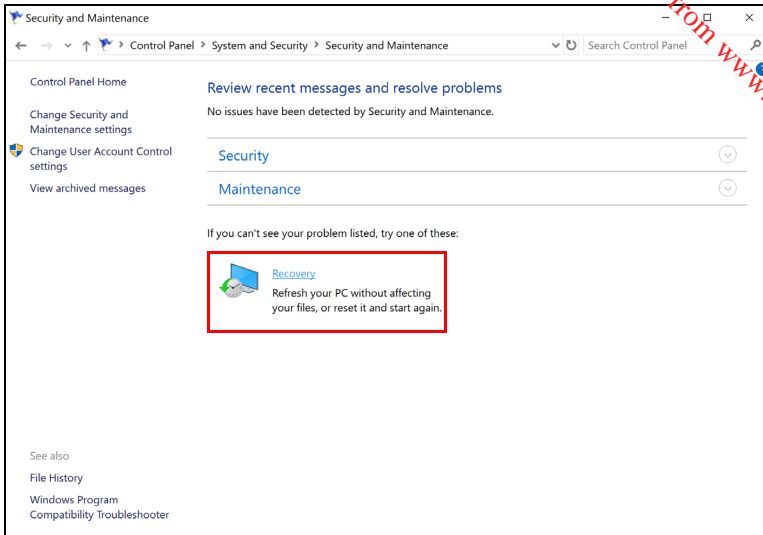 Security and Maintenance
Control Panel > System and Security > Security and Maintenance
Search Control Panel
from www.
Control Panel Home
Change Security and
Maintenance settings
Change User Account Control
settings
View archived messages
Review recent messages and resolve problems
No issues have been detected by Security and Maintenance.
Security
Maintenance
If you can't see your problem listed, try one of these:
Recovery
Refresh your PC without affecting
your files, or reset it and start again.
See also
File History
Windows Program
Compatibility Troubleshooter